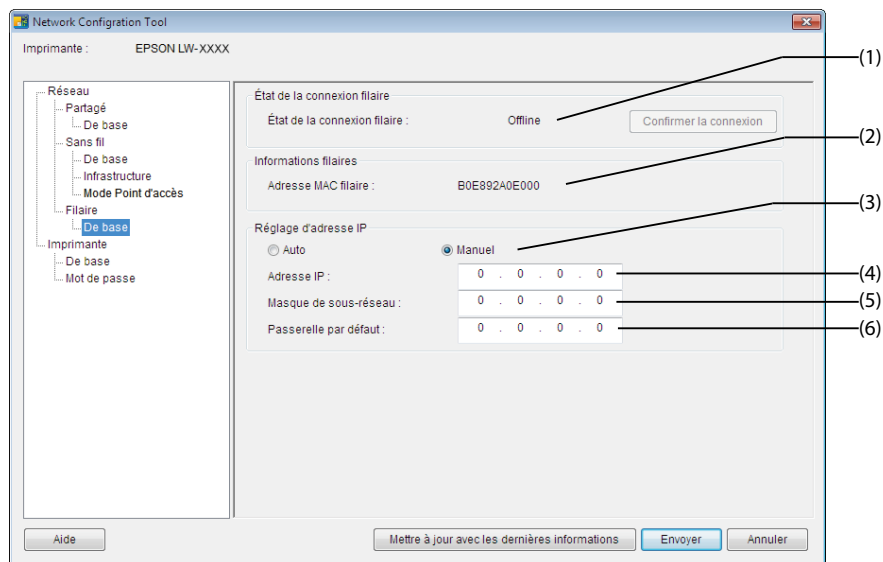 Network Configration Tool
Imprimante : EPSON LW-XXXX
(1)
Réseau
Partagé
De base
Sans fil
De base
Infrastructure
Mode Point d'accès
Filaire
De base
Imprimante
De base
Mot de passe
État de la connexion filaire
État de la connexion filaire : Offline Confirmer la connexion
(2)
Informations filaires
Adresse MAC filaire : B0E892A0E000
(3)
Réglage d'adresse IP
Auto Manuel
Adresse IP : 0 . 0 . 0 . 0 (4)
Masque de sous-réseau : 0 . 0 . 0 . 0 (5)
Passerelle par défaut : 0 . 0 . 0 . 0 (6)
Aide Mettre à jour avec les dernières informations Envoyer Annuler